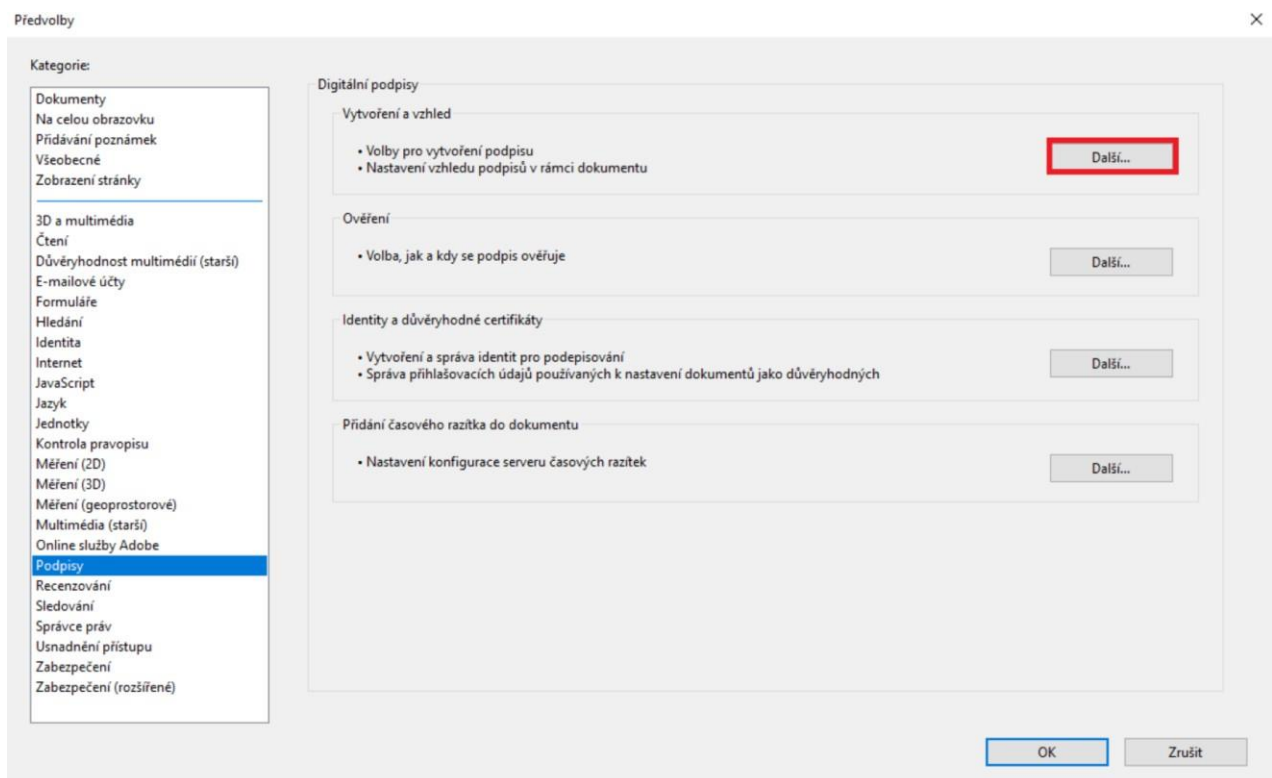 Předvolby
Kategorie:
Dokumenty
Na celou obrazovku
Přidávání poznámek
Všeobecné
Zobrazení stránky
3D a multimédia
Čtení
Důvěryhodnost multimédií (starší)
E-mailové účty
Formuláře
Hledání
Identita
Internet
JavaScript
Jazyk
Jednotky
Kontrola pravopisu
Měření (2D)
Měření (3D)
Měření (geoprostorové)
Multimédia (starší)
Online služby Adobe
Podpisy
Recenzování
Sledování
Správce práv
Usnadnění přístupu
Zabezpečení
Zabezpečení (rozšířené)
Digitální podpisy
Vytvoření a vzhled
• Volby pro vytvoření podpisu
• Nastavení vzhledu podpisů v rámci dokumentu
Další...
Ověření
• Volba, jak a kdy se podpis ověřuje
Další...
Identity a důvěryhodné certifikáty
• Vytvoření a správa identit pro podepisování
• Správa přihlašovacích údajů používaných k nastavení dokumentů jako důvěryhodných
Další...
Přidání časového razítka do dokumentu
• Nastavení konfigurace serveru časových razítek
Další...
OK
Zrušit